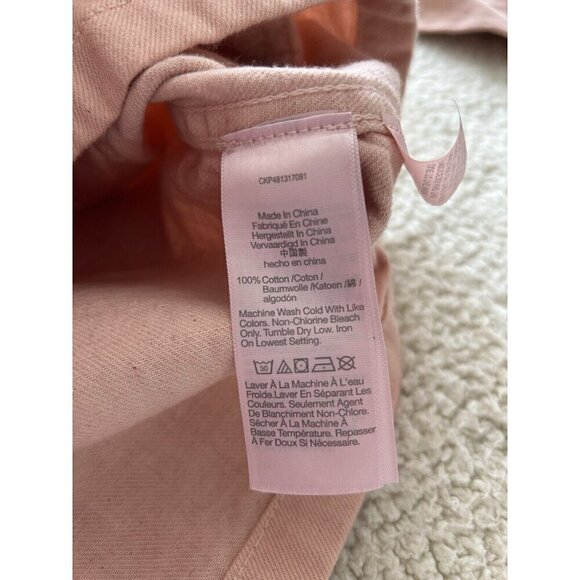 CKP481317081
Made In China
Fabriqué En Chine
Hergestellt In China
Vervaardigd In China
中国製
hecho en china
100% Cotton /Coton /
Baumwolle /Katoen /綿 /
algodón
Machine Wash Cold With Like
Colors. Non-Chlorine Bleach
Only. Tumble Dry Low. Iron
On Lowest Setting.
30
Laver À La Machine À L'eau
Froide.Laver En Séparant Les
Couleurs. Seulement Agent
De Blanchiment Non-Chlore.
Sécher À La Machine À
Basse Température. Repasser
À Fer Doux Si Nécessaire.